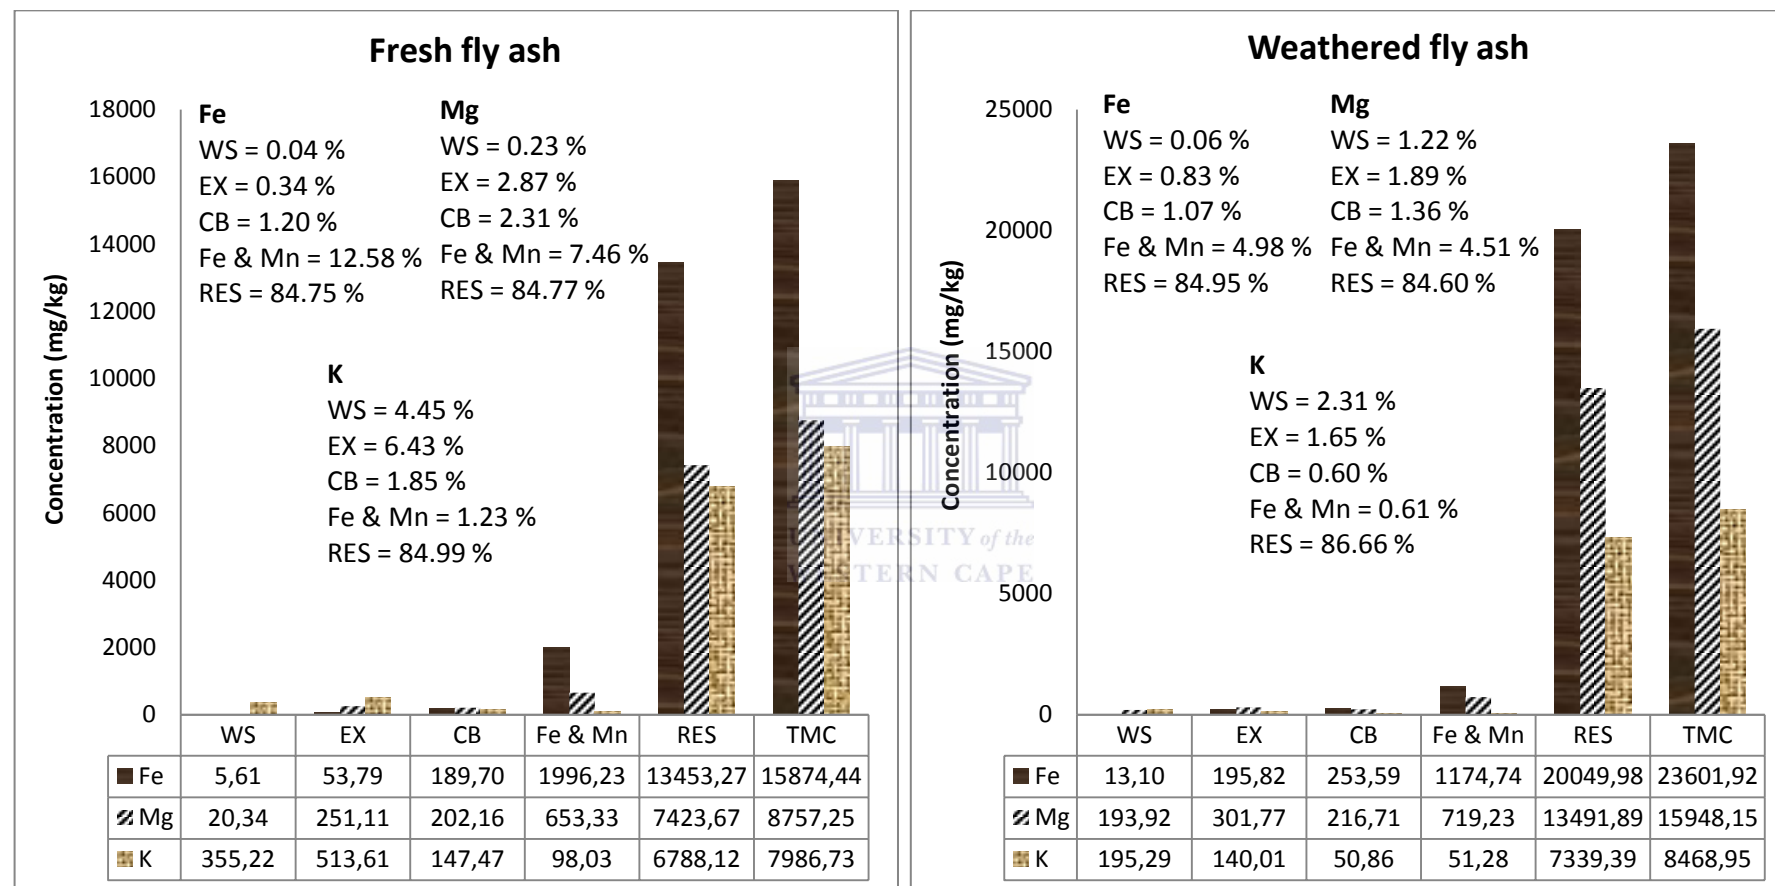 Fresh fly ash
Fe
WS = 0.04 %
EX = 0.34 %
CB = 1.20 %
Fe & Mn = 12.58 %
RES = 84.75 %
Mg
WS = 0.23 %
EX = 2.87 %
CB = 2.31 %
Fe & Mn = 7.46 %
RES = 84.77 %
K
WS = 4.45 %
EX = 6.43 %
CB = 1.85 %
Fe & Mn = 1.23 %
RES = 84.99 %
Concentration (mg/kg)
18000
16000
14000
12000
10000
8000
6000
4000
2000
0
WS EX CB Fe & Mn RES TMC
Fe 5,61 53,79 189,70 1996,23 13453,27 15874,44
Mg 20,34 251,11 202,16 653,33 7423,67 8757,25
K 355,22 513,61 147,47 98,03 6788,12 7986,73
Weathered fly ash
Fe
WS = 0.06 %
EX = 0.83 %
CB = 1.07 %
Fe & Mn = 4.98 %
RES = 84.95 %
Mg
WS = 1.22 %
EX = 1.89 %
CB = 1.36 %
Fe & Mn = 4.51 %
RES = 84.60 %
K
WS = 2.31 %
EX = 1.65 %
CB = 0.60 %
Fe & Mn = 0.61 %
RES = 86.66 %
Concentration (mg/kg)
25000
20000
15000
10000
5000
0
WS EX CB Fe & Mn RES TMC
Fe 13,10 195,82 253,59 1174,74 20049,98 23601,92
Mg 193,92 301,77 216,71 719,23 13491,89 15948,15
K 195,29 140,01 50,86 51,28 7339,39 8468,95
UNIVERSITY of the
WESTERN CAPE